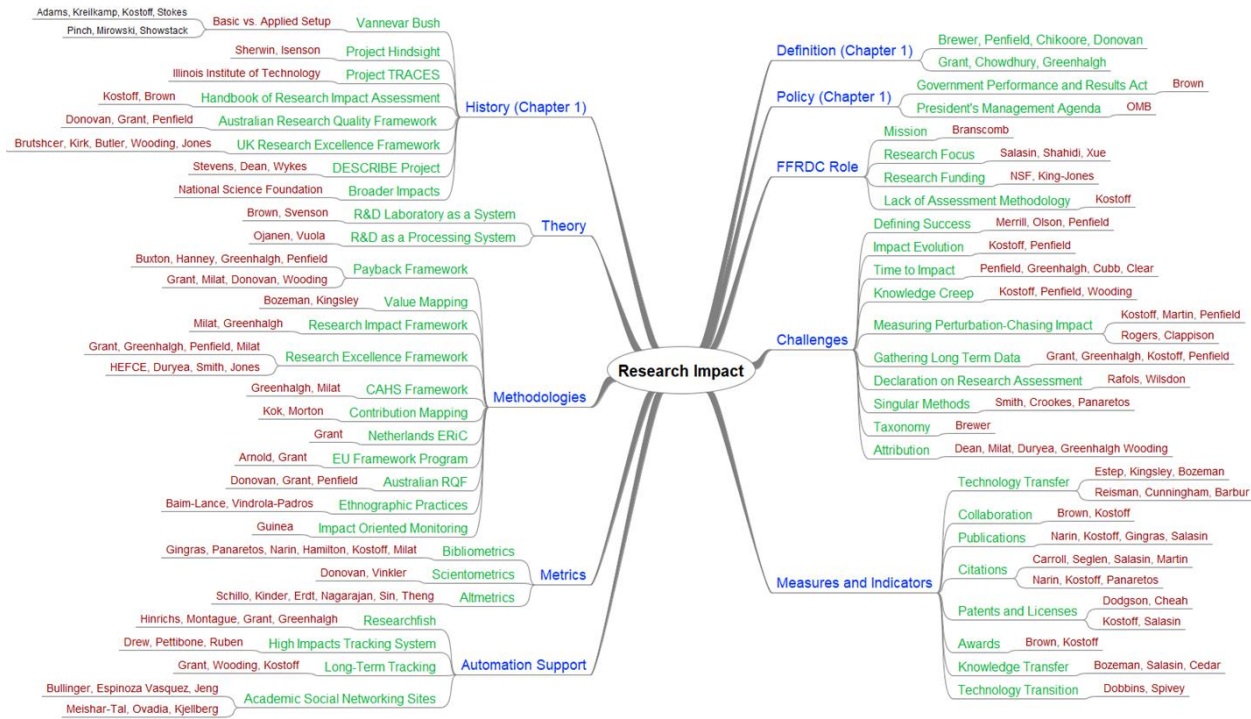 Research Impact
History (Chapter 1)
Vannevar Bush
Basic vs. Applied Setup
Adams, Kreilkamp, Kostoff, Stokes
Pinch, Mirowski, Showstack
Project Hindsight
Sherwin, Isenson
Project TRACES
Illinois Institute of Technology
Handbook of Research Impact Assessment
Kostoff, Brown
Australian Research Quality Framework
Donovan, Grant, Penfield
UK Research Excellence Framework
Brutshcer, Kirk, Butler, Wooding, Jones
DESCRIBE Project
Stevens, Dean, Wykes
Broader Impacts
National Science Foundation
Theory
R&D Laboratory as a System
Brown, Svenson
R&D as a Processing System
Ojanen, Vuola
Methodologies
Payback Framework
Buxton, Hanney, Greenhalgh, Penfield
Grant, Milat, Donovan, Wooding
Value Mapping
Bozeman, Kingsley
Research Impact Framework
Milat, Greenhalgh
Research Excellence Framework
Grant, Greenhalgh, Penfield, Milat
HEFCE, Duryea, Smith, Jones
CAHS Framework
Greenhalgh, Milat
Contribution Mapping
Kok, Morton
Netherlands ERiC
Grant
EU Framework Program
Arnold, Grant
Australian RQF
Donovan, Grant, Penfield
Ethnographic Practices
Baim-Lance, Vindrola-Padros
Impact Oriented Monitoring
Guinea
Metrics
Bibliometrics
Gingras, Panaretos, Narin, Hamilton, Kostoff, Milat
Scientometrics
Donovan, Vinkler
Altmetrics
Schillo, Kinder, Erdt, Nagarajan, Sin, Theng
Automation Support
Researchfish
Hinrichs, Montague, Grant, Greenhalgh
High Impacts Tracking System
Drew, Pettibone, Ruben
Long-Term Tracking
Grant, Wooding, Kostoff
Academic Social Networking Sites
Bullinger, Espinoza Vasquez, Jeng
Meishar-Tal, Ovadia, Kjellberg
Definition (Chapter 1)
Brewer, Penfield, Chikoore, Donovan
Grant, Chowdhury, Greenhalgh
Policy (Chapter 1)
Government Performance and Results Act
Brown
President's Management Agenda
OMB
FFRDC Role
Mission
Branscomb
Research Focus
Salasin, Shahidi, Xue
Research Funding
NSF, King-Jones
Lack of Assessment Methodology
Kostoff
Challenges
Defining Success
Merrill, Olson, Penfield
Impact Evolution
Kostoff, Penfield
Time to Impact
Penfield, Greenhalgh, Cubb, Clear
Knowledge Creep
Kostoff, Penfield, Wooding
Measuring Perturbation-Chasing Impact
Kostoff, Martin, Penfield
Rogers, Clappison
Gathering Long Term Data
Grant, Greenhalgh, Kostoff, Penfield
Declaration on Research Assessment
Rafols, Wilsdon
Singular Methods
Smith, Crookes, Panaretos
Taxonomy
Brewer
Attribution
Dean, Milat, Duryea, Greenhalgh Wooding
Measures and Indicators
Technology Transfer
Estep, Kingsley, Bozeman
Reisman, Cunningham, Barbur
Collaboration
Brown, Kostoff
Publications
Narin, Kostoff, Gingras, Salasin
Citations
Carroll, Seglen, Salasin, Martin
Narin, Kostoff, Panaretos
Patents and Licenses
Dodgson, Cheah
Kostoff, Salasin
Awards
Brown, Kostoff
Knowledge Transfer
Bozeman, Salasin, Cedar
Technology Transition
Dobbins, Spivey